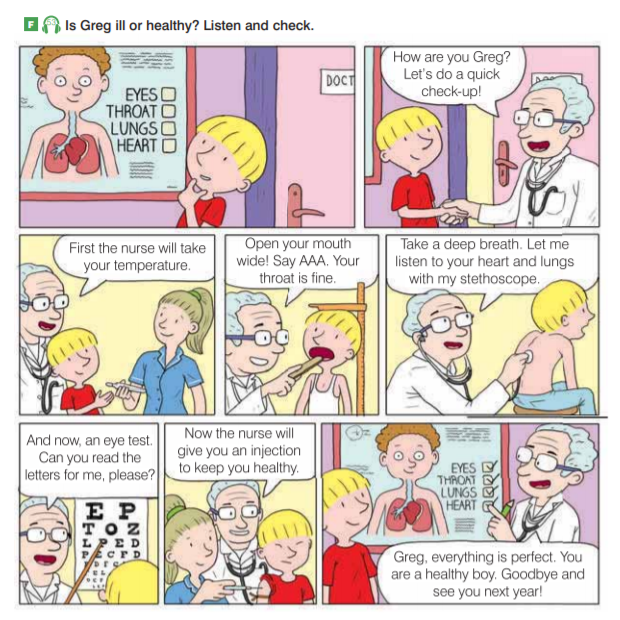 F Is Greg ill or healthy? Listen and check.
EYES
THROAT
LUNGS
HEART
DOCT
How are you Greg?
Let's do a quick
check-up!
First the nurse will take
your temperature.
Open your mouth
wide! Say AAA. Your
throat is fine.
Take a deep breath. Let me
listen to your heart and lungs
with my stethoscope.
And now, an eye test.
Can you read the
letters for me, please?
E P
T O Z
L P E D
P E C F D
Now the nurse will
give you an injection
to keep you healthy.
EYES
THROAT
LUNGS
HEART
Greg, everything is perfect. You
are a healthy boy. Goodbye and
see you next year!